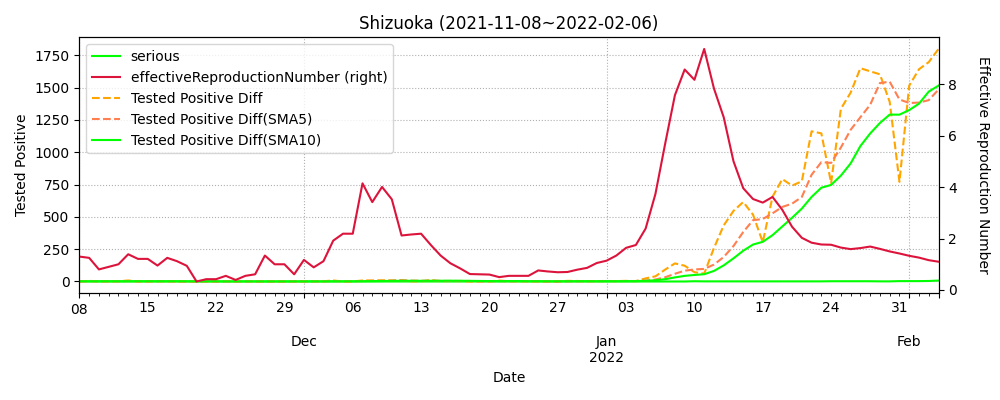 Shizuoka (2021-11-08~2022-02-06)
serious
effectiveReproductionNumber (right)
Tested Positive Diff
Tested Positive Diff(SMA5)
Tested Positive Diff(SMA10)
Tested Positive
1750
1500
1250
1000
750
500
250
0
Effective Reproduction Number
8
6
4
2
0
08 15 22 29 06 13 20 27 03 10 17 24 31
Dec Jan Feb
2022
Date